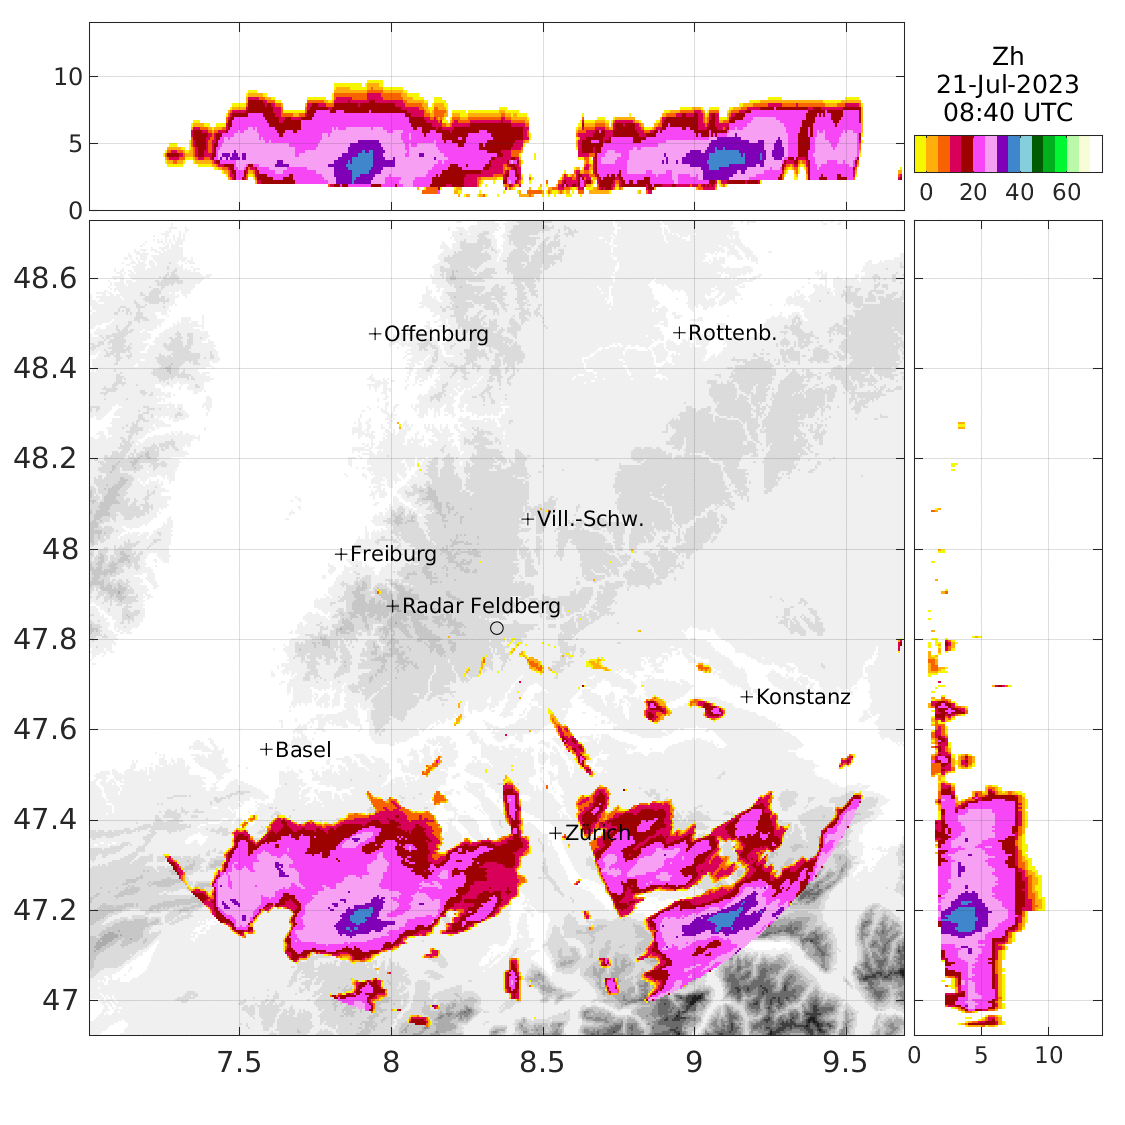 Zh
21-Jul-2023
08:40 UTC
0 20 40 60
10
5
0
48.6
48.4
48.2
48
47.8
47.6
47.4
47.2
47
Offenburg
Rottenb.
Vill.-Schw.
Freiburg
Radar Feldberg
Konstanz
Basel
Zürich
7.5 8 8.5 9 9.5
0 5 10